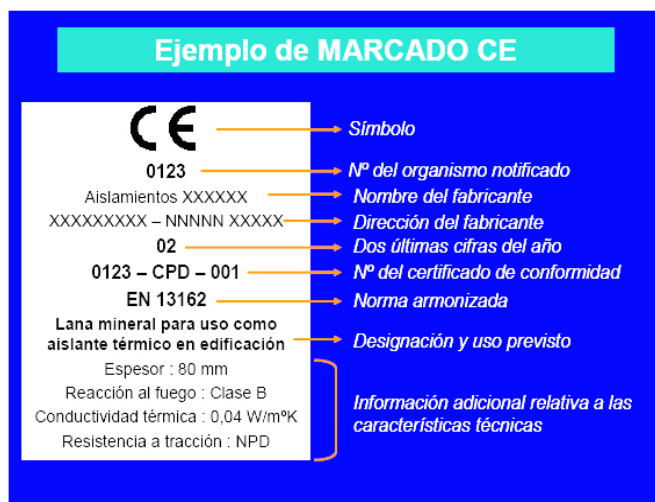 Ejemplo de MARCADO CE
CE
Símbolo
0123
Nº del organismo notificado
Aislamientos XXXXXX
Nombre del fabricante
XXXXXXXXX – NNNNN XXXXX
Dirección del fabricante
02
Dos últimas cifras del año
0123 – CPD – 001
Nº del certificado de conformidad
EN 13162
Norma armonizada
Lana mineral para uso como
aislante térmico en edificación
Designación y uso previsto
Espesor : 80 mm
Reacción al fuego : Clase B
Conductividad térmica : 0,04 W/mºK
Resistencia a tracción : NPD
Información adicional relativa a las
características técnicas